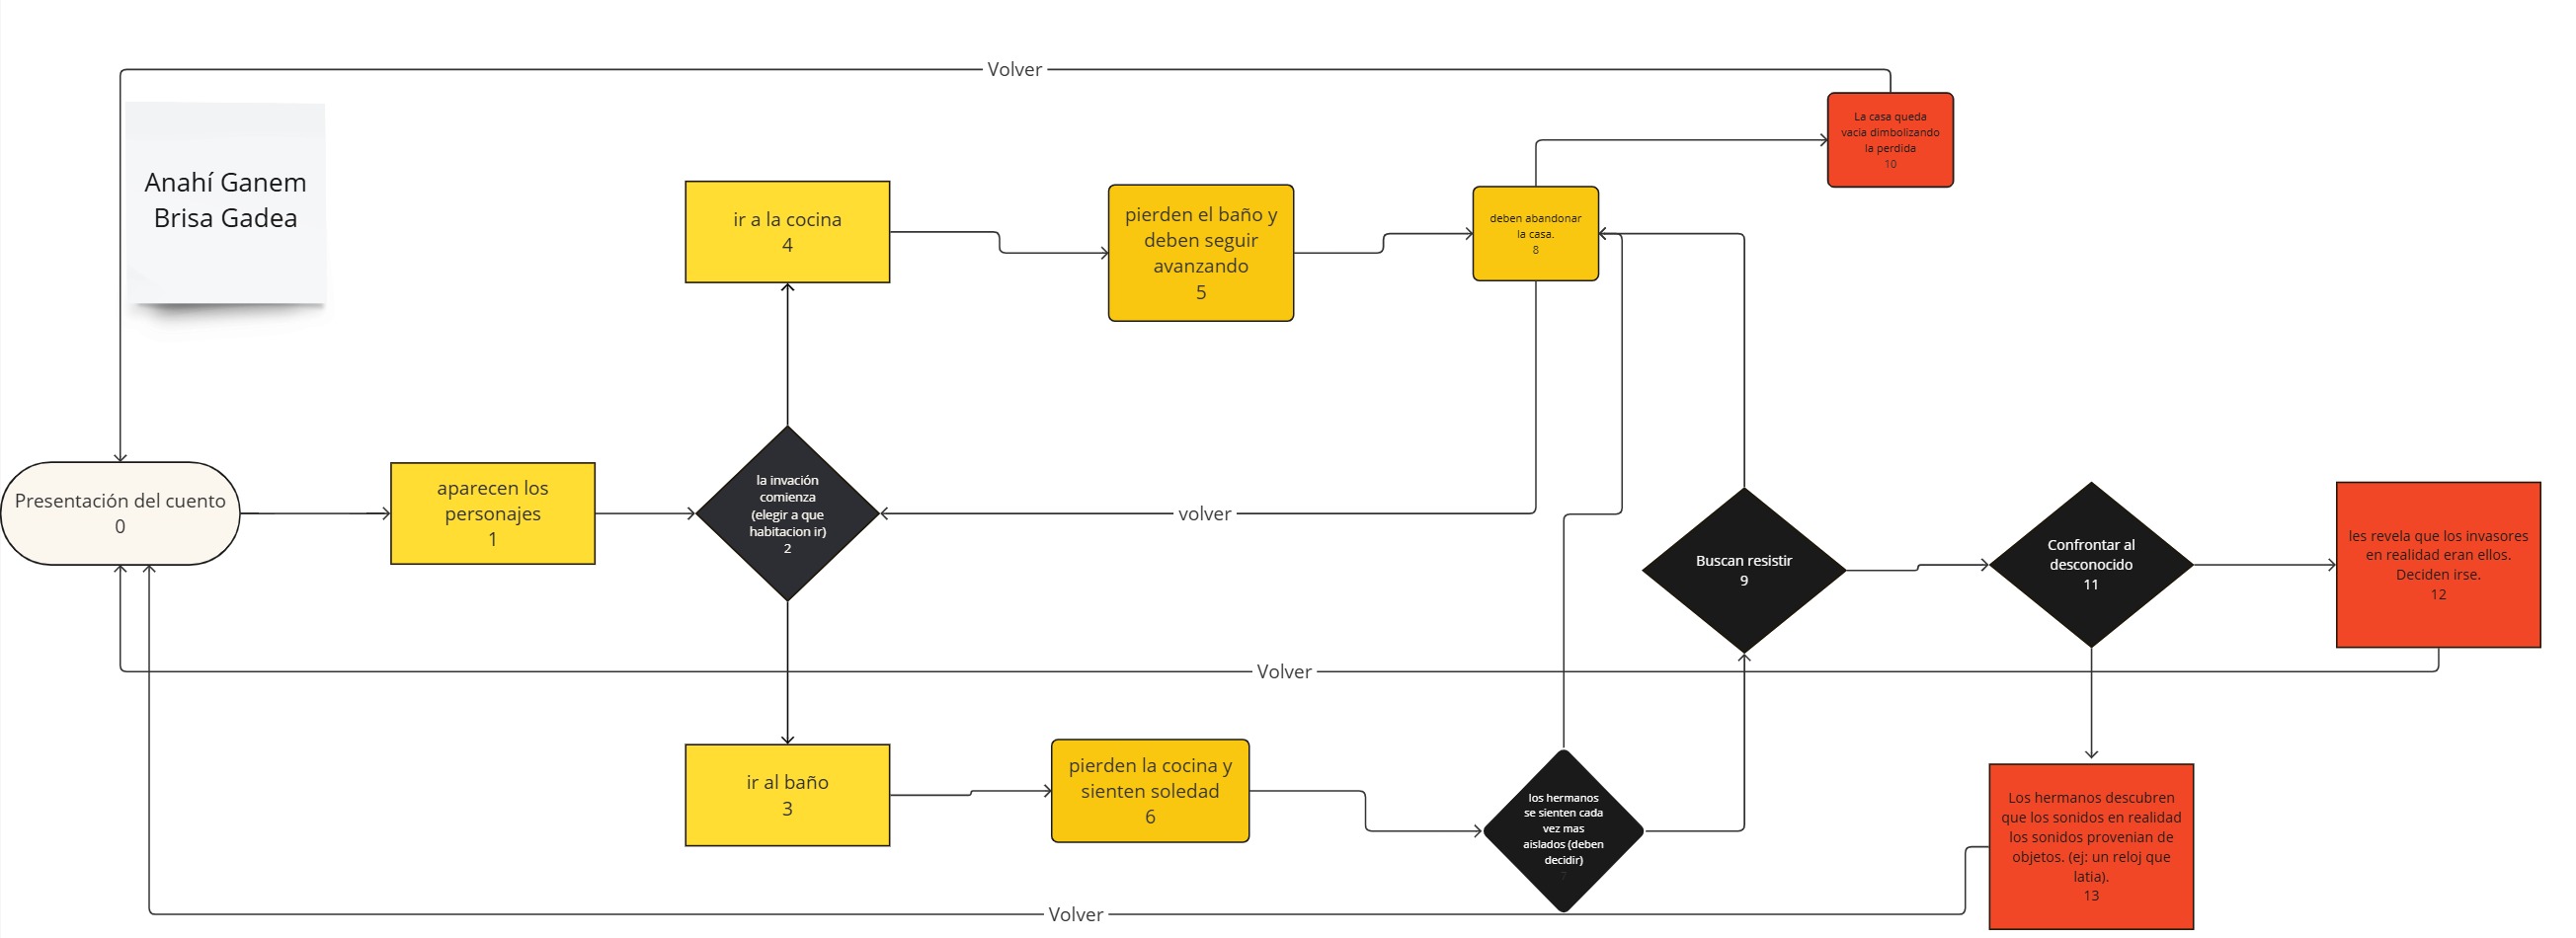 Volver
La casa queda
vacia dimbolizando
la perdida
10
Anahí Ganem
Brisa Gadea
ir a la cocina
4
pierden el baño y
deben seguir
avanzando
5
deben abandonar
la casa.
8
Presentación del cuento
0
aparecen los
personajes
1
la invación
comienza
(elegir a que
habitacion ir)
2
volver
Buscan resistir
9
Confrontar al
desconocido
11
les revela que los invasores
en realidad eran ellos.
Deciden irse.
12
Volver
ir al baño
3
pierden la cocina y
sienten soledad
6
los hermanos
se sienten cada
vez mas
aislados (deben
decidir)
7
Los hermanos descubren
que los sonidos en realidad
los sonidos provenian de
objetos. (ej: un reloj que
latia).
13
Volver